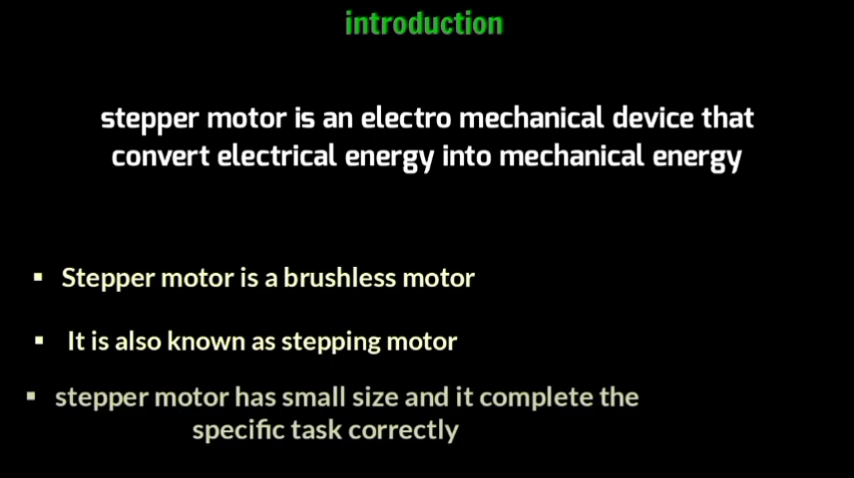 introduction
stepper motor is an electro mechanical device that
convert electrical energy into mechanical energy
▪ Stepper motor is a brushless motor
▪ It is also known as stepping motor
▪ stepper motor has small size and it complete the
specific task correctly